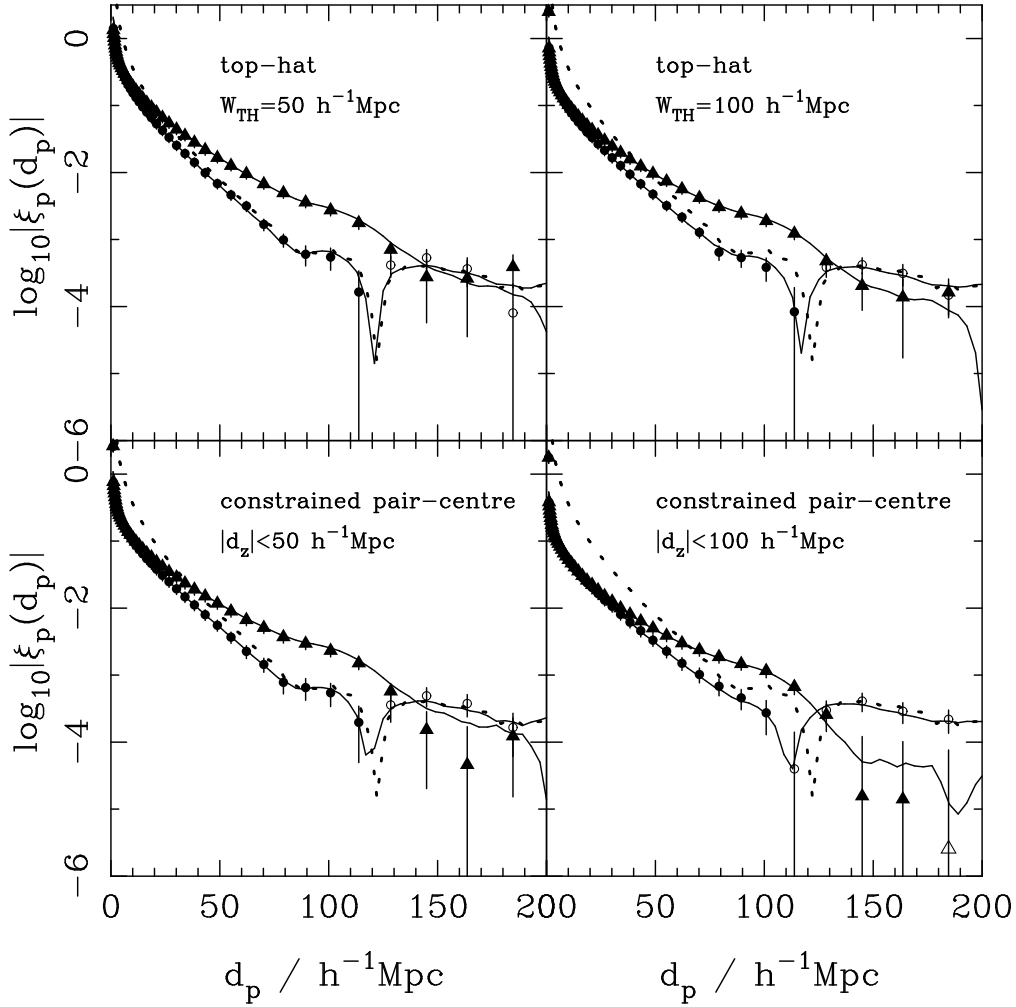 top-hat
W_TH=50 h^-1Mpc
top-hat
W_TH=100 h^-1Mpc
log10|ξp(dp)|
0
-2
-4
-6
constrained pair-centre
|d_z|<50 h^-1Mpc
constrained pair-centre
|d_z|<100 h^-1Mpc
log10|ξp(dp)|
0
-2
-4
-6
0 50 100 150 200
0 50 100 150 200
d_p / h^-1Mpc
d_p / h^-1Mpc